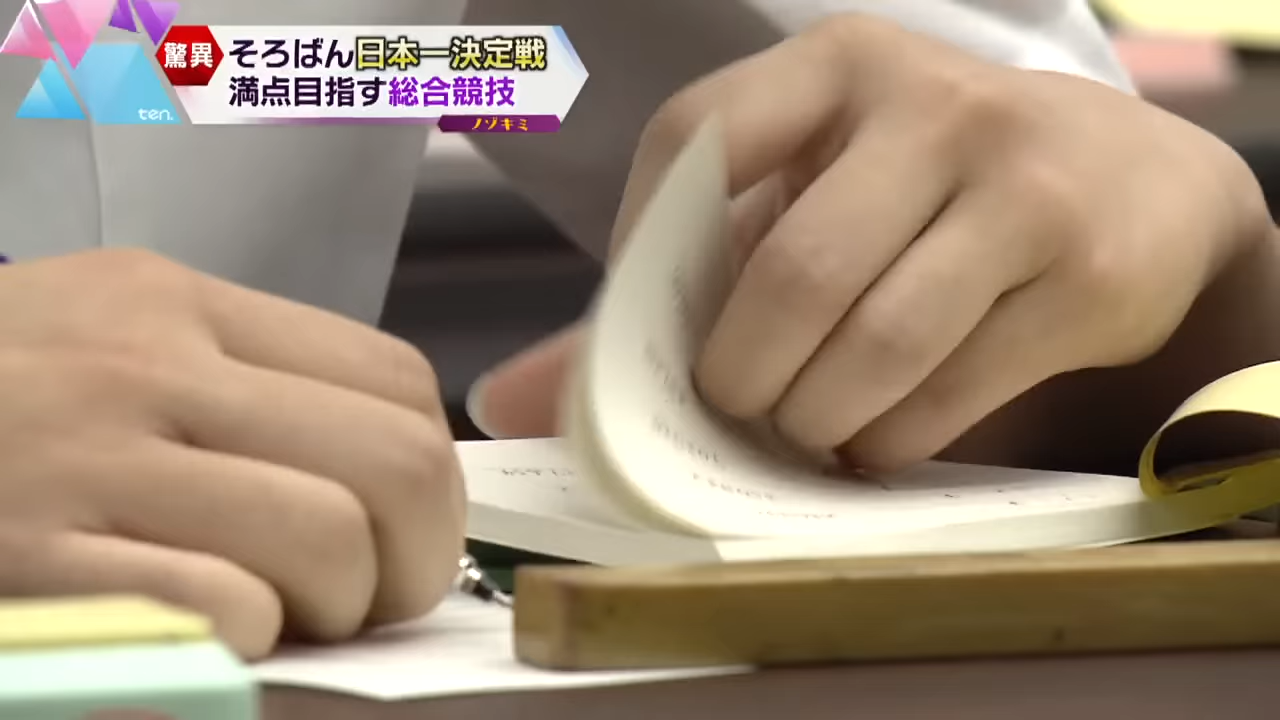 驚異
そろばん日本一決定戦
満点目指す総合競技
ノゾキミ
ten.